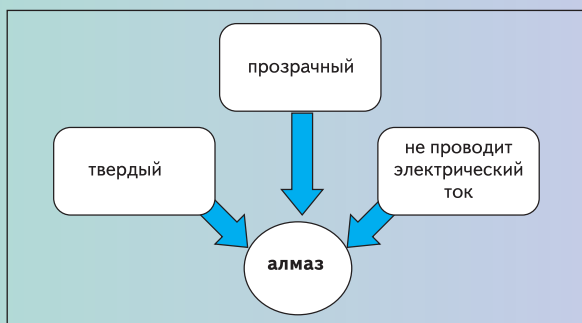 прозрачный
твердый
не проводит
электрический
ток
алмаз